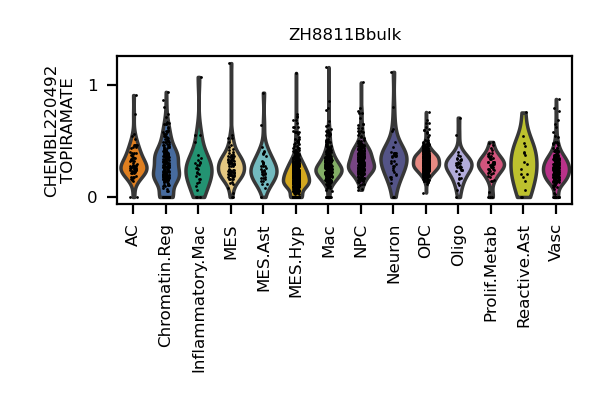 ZH8811Bbulk
CHEMBL220492
TOPIRAMATE
1
0
AC
Chromatin.Reg
Inflammatory.Mac
MES
MES.Ast
MES.Hyp
Mac
NPC
Neuron
OPC
Oligo
Prolif.Metab
Reactive.Ast
Vasc